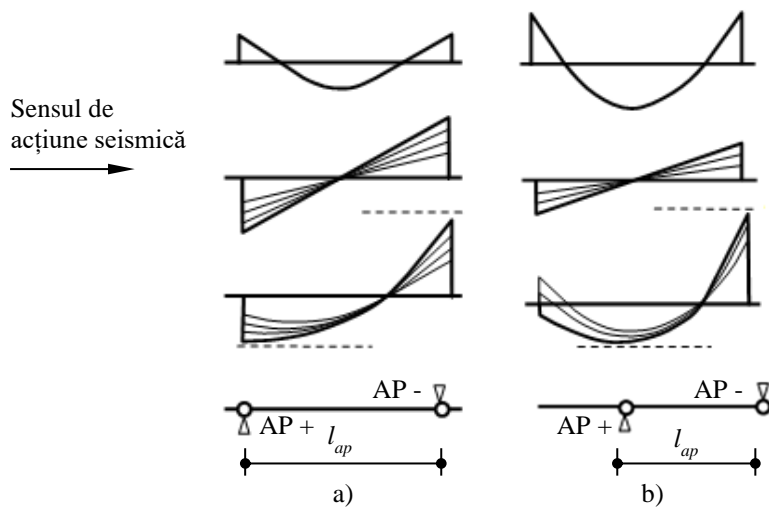 Sensul de
acțiune seismică
AP -
AP +
l_ap
a)
AP -
AP +
l_ap
b)